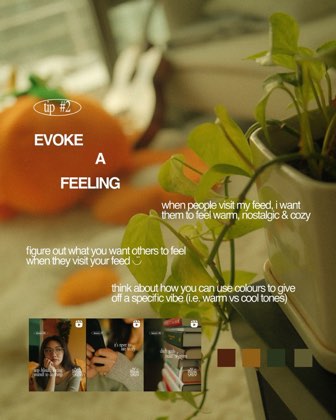 tip #2
EVOKE
A
FEELING
when people visit my feed, i want
them to feel warm, nostalgic & cozy
figure out what you want others to feel
when they visit your feed
think about how you can use colours to give
off a specific vibe (i.e. warm vs cool tones)